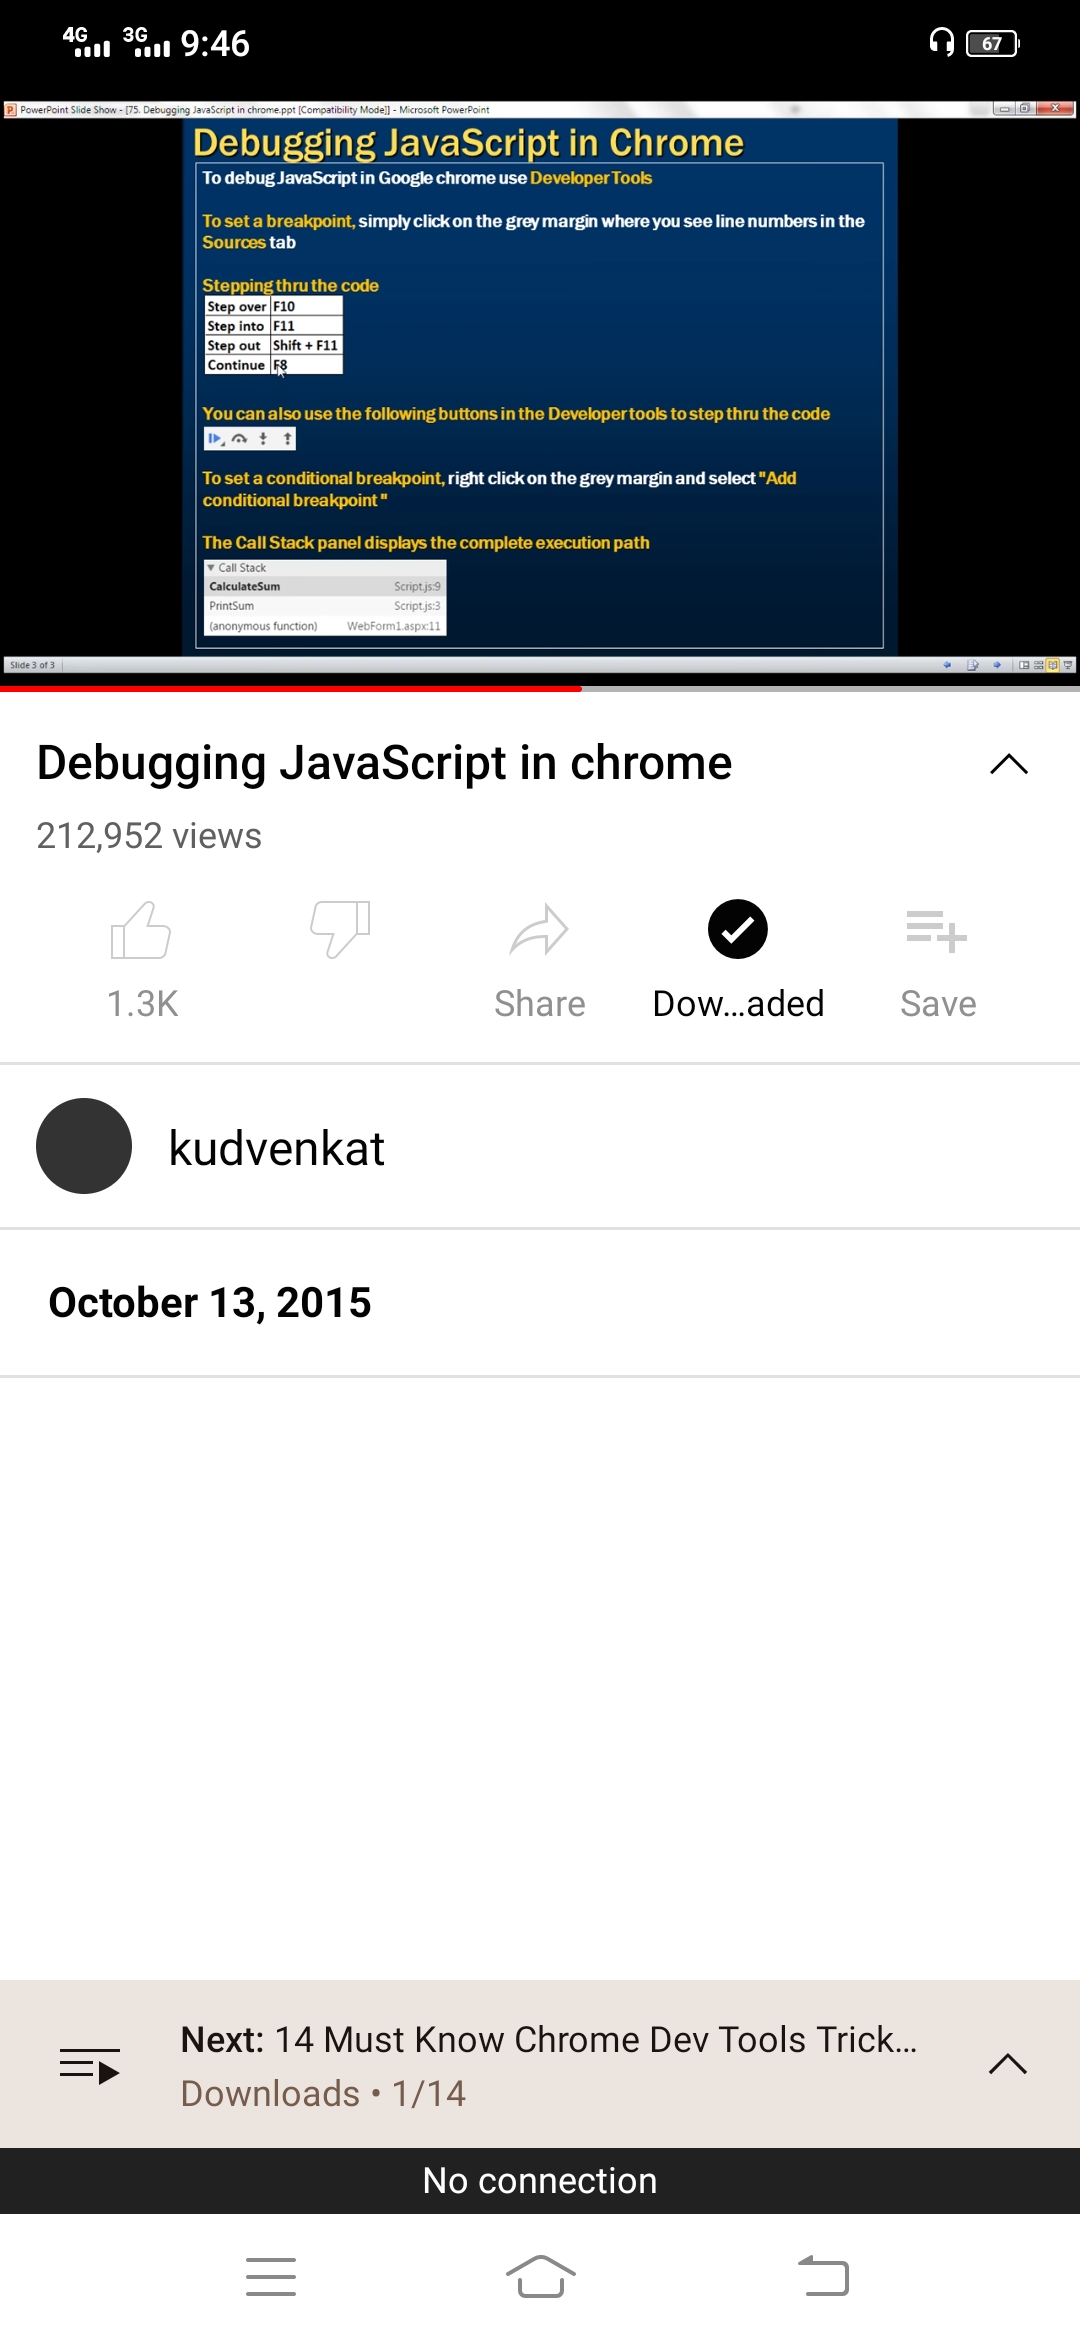 4G 3G 9:46
67
PowerPoint Slide Show - [75. Debugging JavaScript in chrome.ppt [Compatibility Mode]] - Microsoft PowerPoint
Debugging JavaScript in Chrome
To debug JavaScript in Google chrome use Developer Tools
To set a breakpoint, simply click on the grey margin where you see line numbers in the
Sources tab
Stepping thru the code
Step over F10
Step into F11
Step out Shift + F11
Continue F8
You can also use the following buttons in the Developer tools to step thru the code
To set a conditional breakpoint, right click on the grey margin and select "Add
conditional breakpoint "
The Call Stack panel displays the complete execution path
Call Stack
CalculateSum Script.js:9
PrintSum Script.js:3
(anonymous function) WebForm1.aspx:11
Slide 3 of 3
Debugging JavaScript in chrome
212,952 views
1.3K Share Dow...aded Save
kudvenkat
October 13, 2015
Next: 14 Must Know Chrome Dev Tools Trick...
Downloads • 1/14
No connection